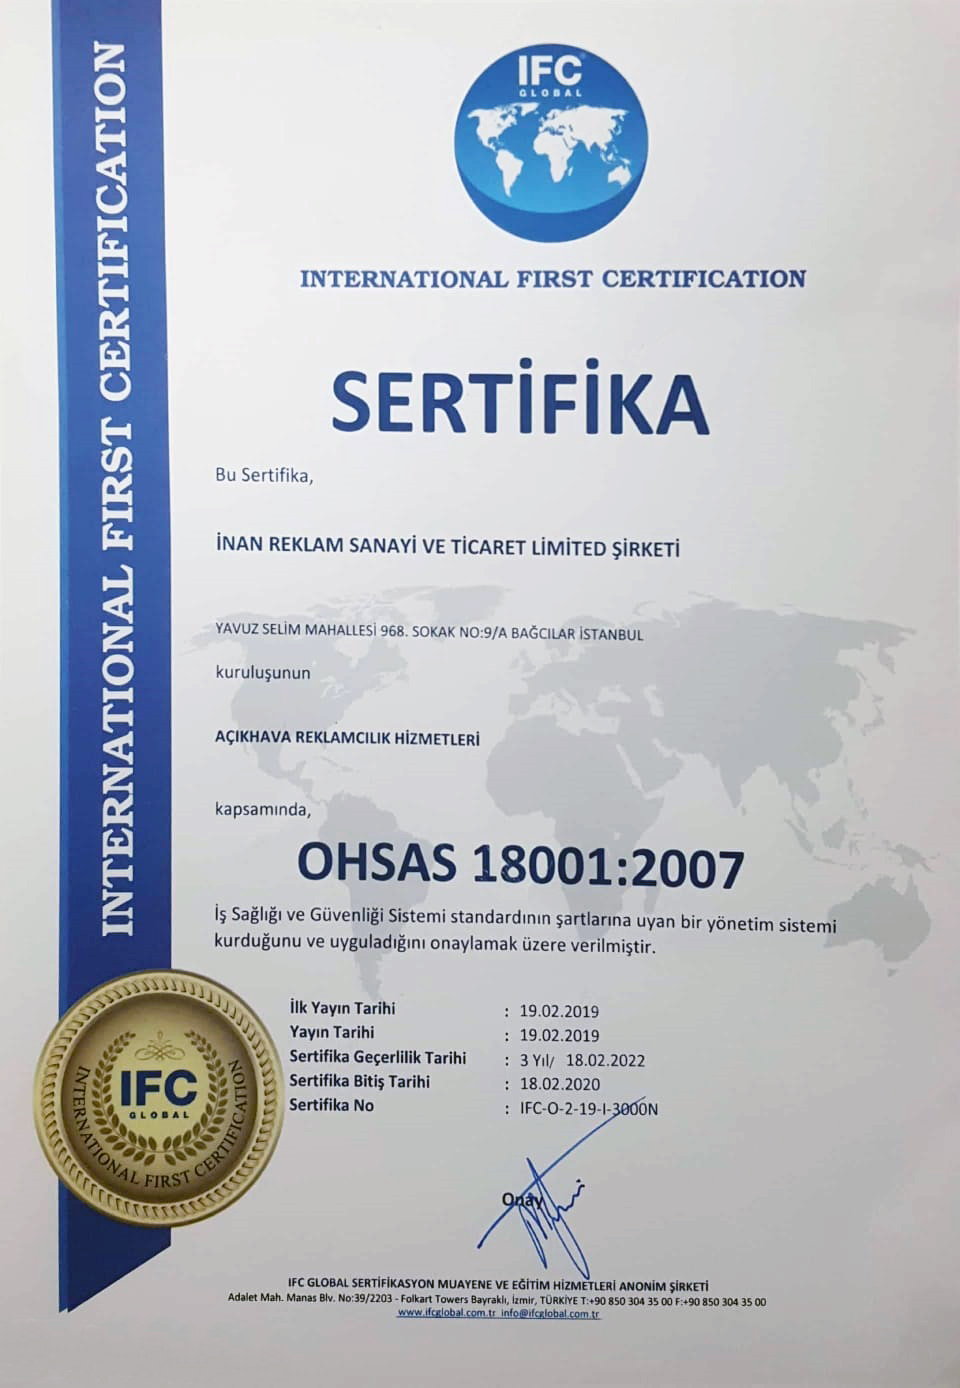 INTERNATIONAL FIRST CERTIFICATION
IFC
GLOBAL
INTERNATIONAL FIRST CERTIFICATION
SERTİFİKA
Bu Sertifika,
İNAN REKLAM SANAYİ VE TİCARET LİMİTED ŞİRKETİ
YAVUZ SELİM MAHALLESİ 968. SOKAK NO:9/A BAĞCILAR İSTANBUL
kuruluşunun
AÇIKHAVA REKLAMCILIK HİZMETLERİ
kapsamında,
OHSAS 18001:2007
İş Sağlığı ve Güvenliği Sistemi standardının şartlarına uyan bir yönetim sistemi
kurduğunu ve uyguladığını onaylamak üzere verilmiştir.
İlk Yayın Tarihi : 19.02.2019
Yayın Tarihi : 19.02.2019
Sertifika Geçerlilik Tarihi : 3 Yıl/ 18.02.2022
Sertifika Bitiş Tarihi : 18.02.2020
Sertifika No : IFC-O-2-19-I-3000N
IFC
GLOBAL
INTERNATIONAL FIRST CERTIFICATION
Onay
IFC GLOBAL SERTİFİKASYON MUAYENE VE EĞİTİM HİZMETLERİ ANONİM ŞİRKETİ
Adalet Mah. Manas Blv. No:39/2203 - Folkart Towers Bayraklı, İzmir, TÜRKİYE T:+90 850 304 35 00 F:+90 850 304 35 00
www.ifcglobal.com.tr info@ifcglobal.com.tr